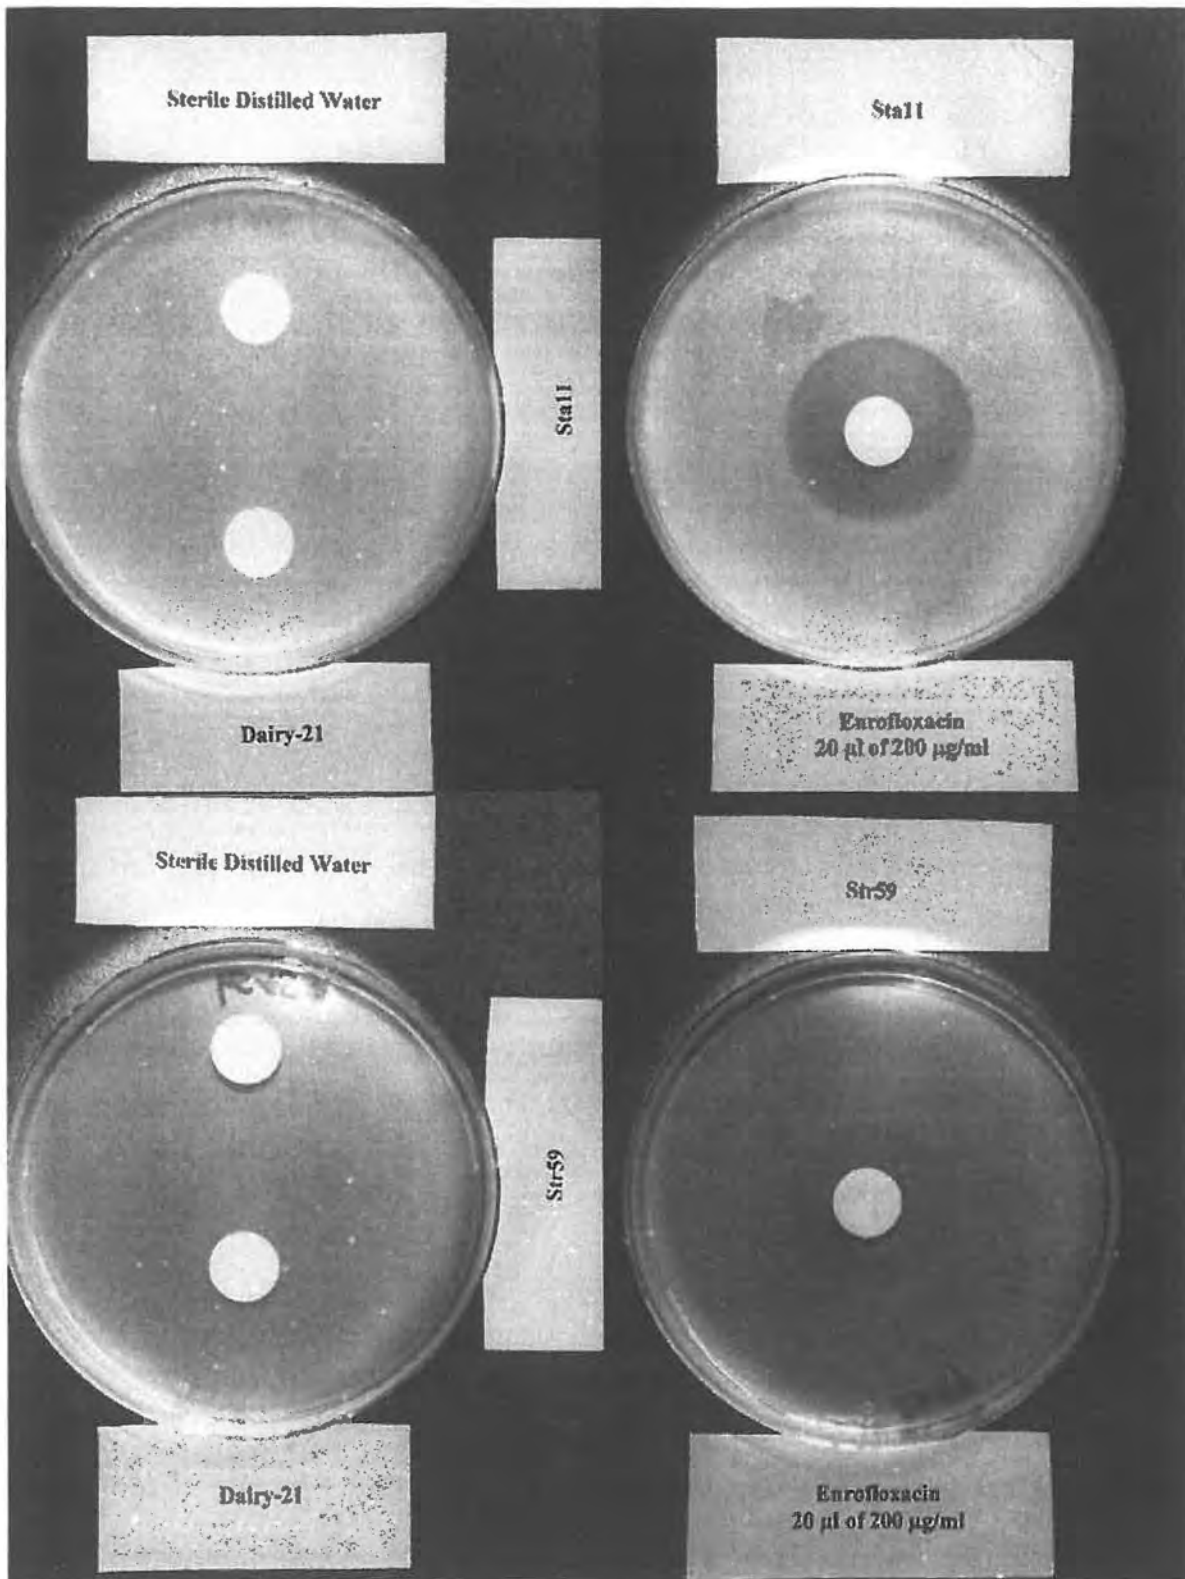 Sterile Distilled Water
Sta11
Sta11
Dairy-21
Enrofloxacin
20 µl of 200 µg/ml
Sterile Distilled Water
Str59
Str59
Dairy-21
Enrofloxacin
20 µl of 200 µg/ml